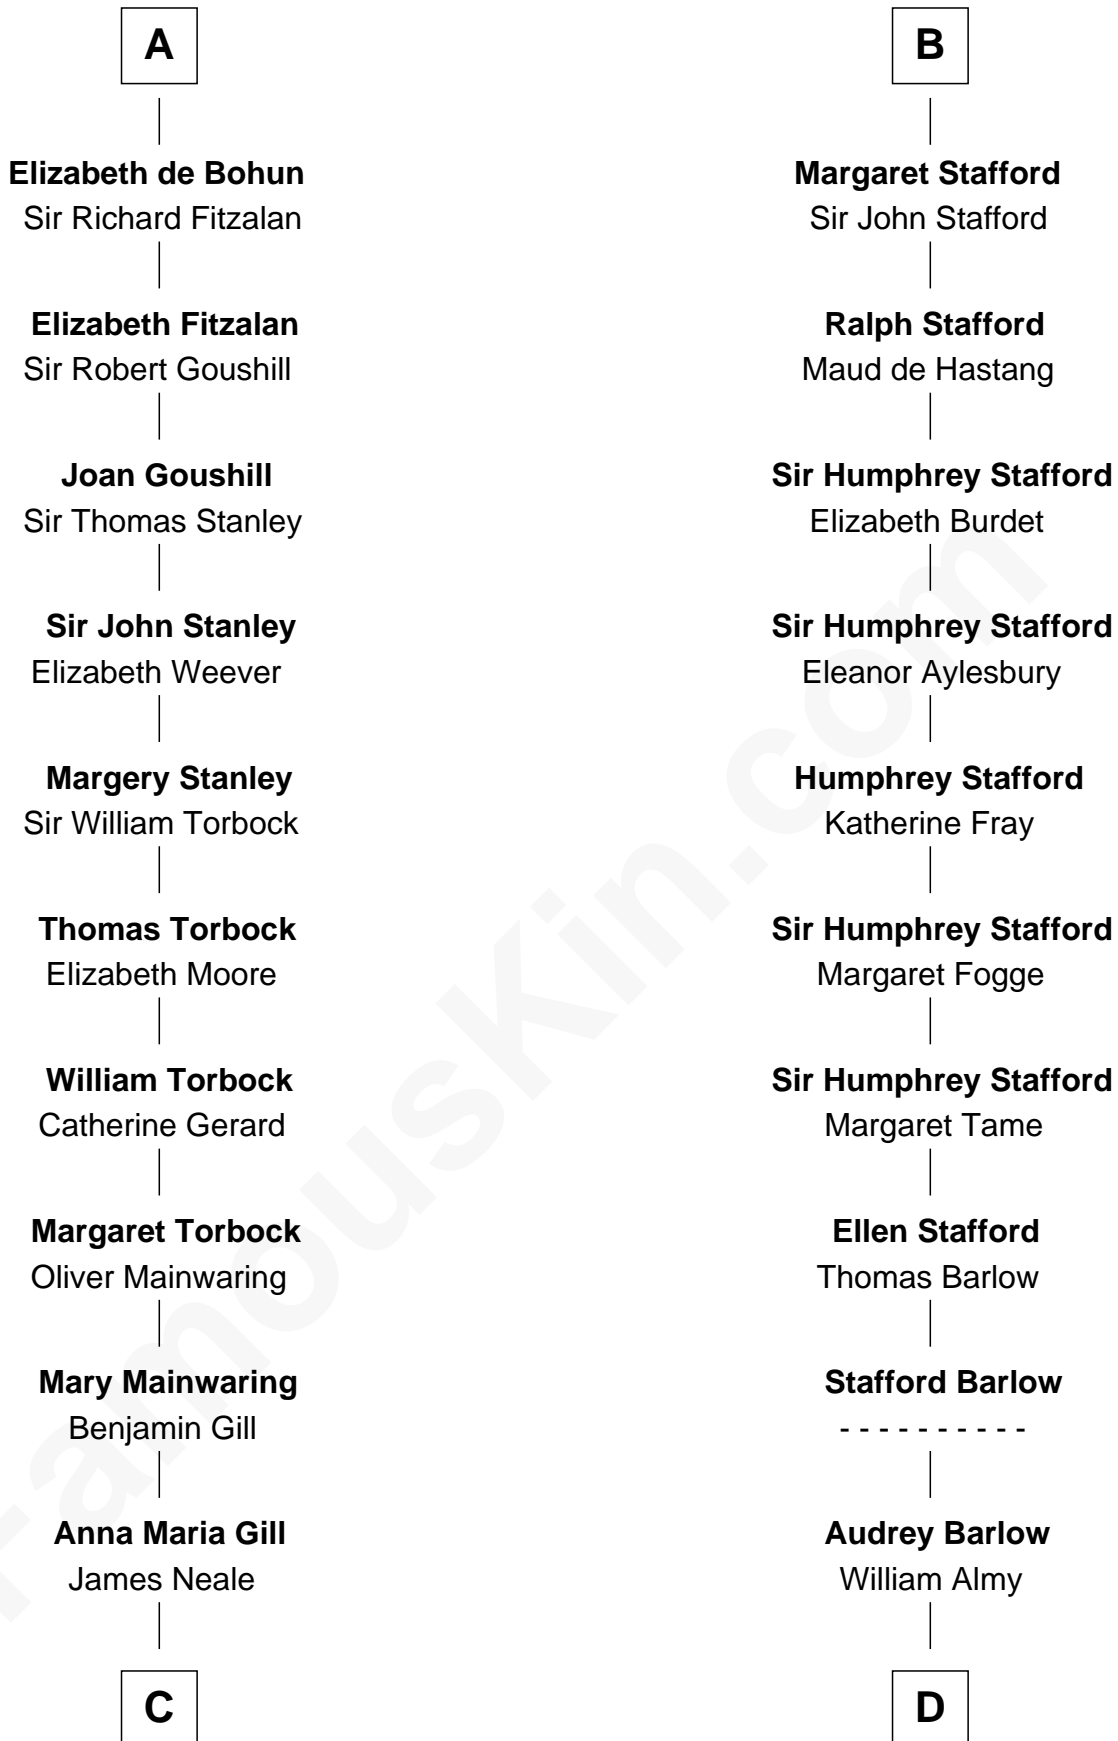 A
Elizabeth de Bohun
Sir Richard Fitzalan
Elizabeth Fitzalan
Sir Robert Goushill
Joan Goushill
Sir Thomas Stanley
Sir John Stanley
Elizabeth Weever
Margery Stanley
Sir William Torbock
Thomas Torbock
Elizabeth Moore
William Torbock
Catherine Gerard
Margaret Torbock
Oliver Mainwaring
Mary Mainwaring
Benjamin Gill
Anna Maria Gill
James Neale
C
B
Margaret Stafford
Sir John Stafford
Ralph Stafford
Maud de Hastang
Sir Humphrey Stafford
Elizabeth Burdet
Sir Humphrey Stafford
Eleanor Aylesbury
Humphrey Stafford
Katherine Fray
Sir Humphrey Stafford
Margaret Fogge
Sir Humphrey Stafford
Margaret Tame
Ellen Stafford
Thomas Barlow
Stafford Barlow
- - - - - - - - - -
Audrey Barlow
William Almy
D
FamousKin.com